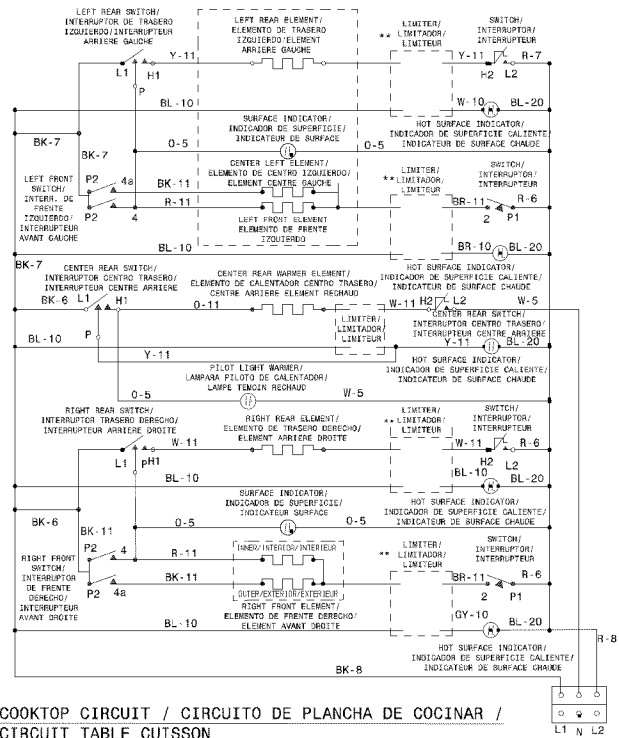 LEFT REAR SWITCH/
INTERRUPTOR DE TRASERO
IZQUIERDO/INTERRUPTEUR
ARRIERE GAUCHE
LEFT REAR ELEMENT/
ELEMENTO DE TRASERO
IZQUIERDO/ELEMENT
ARRIERE GAUCHE
LIMITER/
** LIMITADOR/
LIMITEUR
SWITCH/
INTERRUPTOR/
INTERRUPTEUR
Y-11
Y-11
R-7
L1 H1
H2 L2
P
W-10 BL-20
BL-10
SURFACE INDICATOR/
INDICADOR DE SUPERFICIE/
INDICATEUR DE SURFACE
HOT SURFACE INDICATOR/
INDICADOR DE SUPERFICIE CALIENTE/
INDICATEUR DE SURFACE CHAUDE
BK-7
O-5
O-5
BK-7
CENTER LEFT ELEMENT/
ELEMENTO DE CENTRO IZQUIERDO/
ELEMENT CENTRE GAUCHE
LIMITER/
** LIMITADOR/
LIMITEUR
SWITCH/
INTERRUPTOR/
INTERRUPTEUR
LEFT FRONT
SWITCH/
INTERR. DE
FRENTE
IZQUIERDO/
INTERRUPTEUR
AVANT GAUCHE
P2 4a
BK-11
R-11
P2 4
BR-11
R-6
2 P1
LEFT FRONT ELEMENT
ELEMENTO DE FRENTE
IZQUIERDO
BL-10
BR-10 BL-20
BK-7
HOT SURFACE INDICATOR/
INDICADOR DE SUPERFICIE CALIENTE/
INDICATEUR DE SURFACE CHAUDE
CENTER REAR SWITCH/
INTERRUPTOR CENTRO TRASERO/
INTERRUPTEUR CENTRE ARRIERE
CENTER REAR WARMER ELEMENT/
ELEMENTO DE CALENTADOR CENTRO TRASERO/
CENTRE ARRIERE ELEMENT RECHAUD
BK-6 L1 H1
O-11
W-11 H2 L2
W-5
LIMITER/
LIMITADOR/
LIMITEUR
CENTER REAR SWITCH/
INTERRUPTOR CENTRO TRASERO/
INTERRUPTEUR CENTRE ARRIERE
BL-10
P
Y-11
Y-11 BL-20
PILOT LIGHT WARMER/
LAMPARA PILOTO DE CALENTADOR/
LAMPE TEMOIN RECHAUD
HOT SURFACE INDICATOR/
INDICADOR DE SUPERFICIE CALIENTE/
INDICATEUR DE SURFACE CHAUDE
O-5
W-5
RIGHT REAR SWITCH/
INTERRUPTOR TRASERO DERECHO/
INTERRUPTEUR ARRIERE DROITE
RIGHT REAR ELEMENT/
ELEMENTO DE TRASERO DERECHO/
ELEMENT ARRIERE DROITE
LIMITER/
** LIMITADOR/
LIMITEUR
SWITCH/
INTERRUPTOR/
INTERRUPTEUR
W-11
W-11
R-6
L1 PH1
H2 L2
BL-10
BL-10
BL-20
SURFACE INDICATOR/
INDICADOR DE SUPERFICIE/
INDICATEUR SURFACE
HOT SURFACE INDICATOR/
INDICADOR DE SUPERFICIE CALIENTE/
INDICATEUR DE SURFACE CHAUDE
BK-6
BK-11
O-5
O-5
RIGHT FRONT
SWITCH/
INTERRUPTOR
DE FRENTE
DERECHO/
INTERRUPTEUR
AVANT DROITE
P2 4
R-11
INNER/INTERIOR/INTERIEUR
LIMITER/
** LIMITADOR/
LIMITEUR
SWITCH/
INTERRUPTOR/
INTERRUPTEUR
BK-11
P2 4a
BR-11
R-6
2 P1
OUTER/EXTERIOR/EXTERIEUR
RIGHT FRONT ELEMENT/
ELEMENTO DE FRENTE DERECHO/
ELEMENT AVANT DROITE
BL-10
GY-10
BL-20
R-8
HOT SURFACE INDICATOR/
INDICADOR DE SUPERFICIE CALIENTE/
INDICATEUR DE SURFACE CHAUDE
BK-8
L1 N L2
COOKTOP CIRCUIT / CIRCUITO DE PLANCHA DE COCINAR /
CIRCUIT TABLE CUISSON